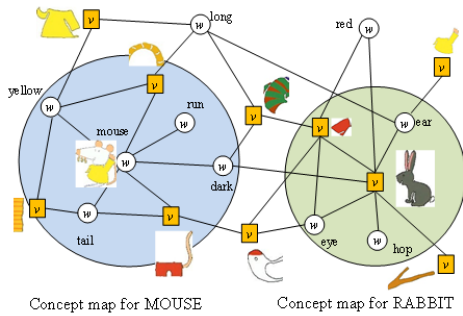 long
red
yellow
run
mouse
ear
dark
tail
eye
hop
v
v
v
v
v
v
v
v
v
v
w
w
w
w
w
w
w
w
w
w
Concept map for MOUSE
Concept map for RABBIT